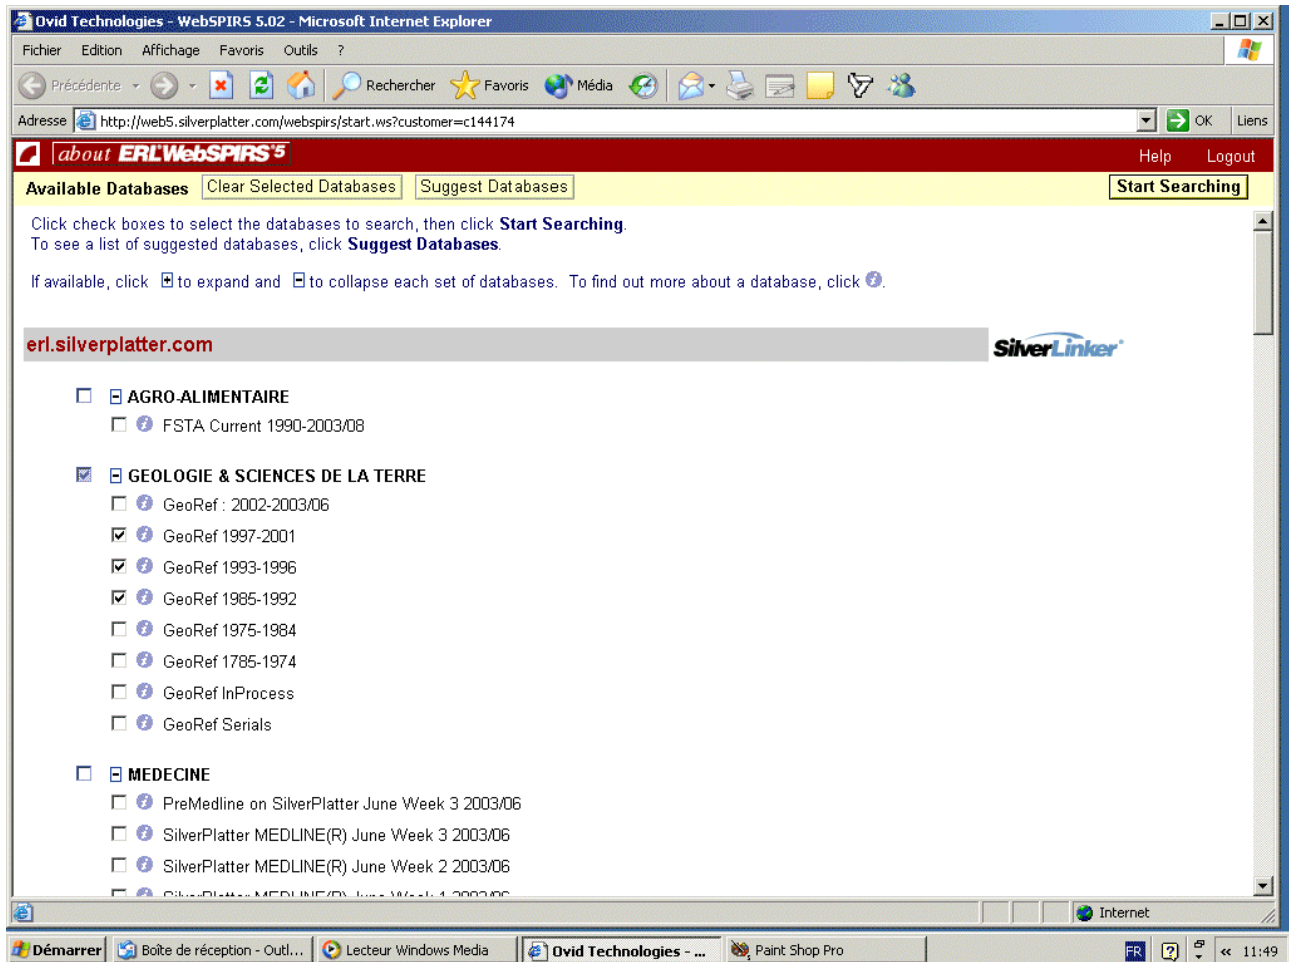 Ovid Technologies - WebSPIRS 5.02 - Microsoft Internet Explorer
Fichier Edition Affichage Favoris Outils ?
Précédente Rechercher Favoris Média
Adresse http://web5.silverplatter.com/webspirs/start.ws?customer=c144174 OK Liens
about ERL®WebSPIRS®5 Help Logout
Available Databases Clear Selected Databases Suggest Databases Start Searching
Click check boxes to select the databases to search, then click Start Searching.
To see a list of suggested databases, click Suggest Databases.
If available, click + to expand and - to collapse each set of databases. To find out more about a database, click i.
erl.silverplatter.com SilverLinker
AGRO-ALIMENTAIRE
FSTA Current 1990-2003/08
GEOLOGIE & SCIENCES DE LA TERRE
GeoRef : 2002-2003/06
GeoRef 1997-2001
GeoRef 1993-1996
GeoRef 1985-1992
GeoRef 1975-1984
GeoRef 1785-1974
GeoRef InProcess
GeoRef Serials
MEDECINE
PreMedline on SilverPlatter June Week 3 2003/06
SilverPlatter MEDLINE(R) June Week 3 2003/06
SilverPlatter MEDLINE(R) June Week 2 2003/06
SilverPlatter MEDLINE(R) June Week 1 2003/06
Internet
Démarrer Boîte de réception - Outl... Lecteur Windows Media Ovid Technologies - ... Paint Shop Pro FR « 11:49